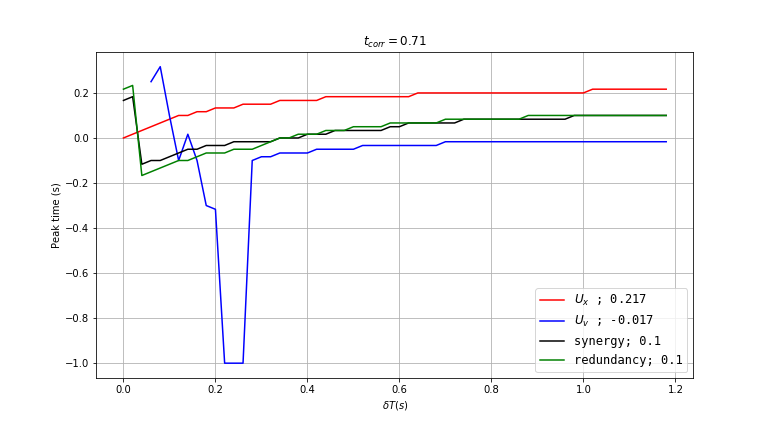 t_corr = 0.71
Peak time (s)
0.2
0.0
−0.2
−0.4
−0.6
−0.8
−1.0
U_x ; 0.217
U_v ; -0.017
synergy; 0.1
redundancy; 0.1
0.0 0.2 0.4 0.6 0.8 1.0 1.2
δT(s)